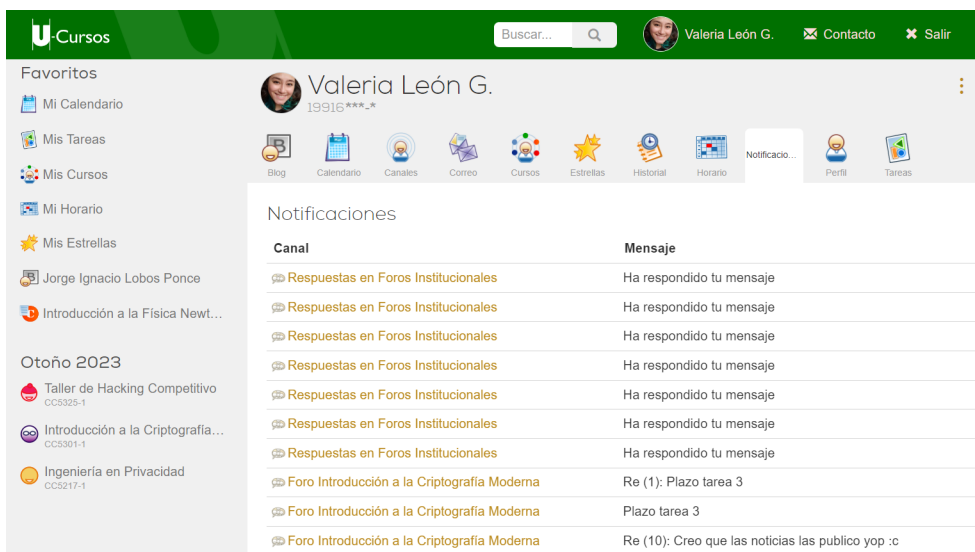 U-Cursos
Buscar...
Valeria León G.
Contacto
Salir
Favoritos
Mi Calendario
Mis Tareas
Mis Cursos
Mi Horario
Mis Estrellas
Jorge Ignacio Lobos Ponce
Introducción a la Física Newt...
Otoño 2023
Taller de Hacking Competitivo
CC5325-1
Introducción a la Criptografía...
CC5301-1
Ingeniería en Privacidad
CC5217-1
Valeria León G.
19916***-*
Blog
Calendario
Canales
Correo
Cursos
Estrellas
Historial
Horario
Notificacio...
Perfil
Tareas
Notificaciones
Canal Mensaje
Respuestas en Foros Institucionales Ha respondido tu mensaje
Respuestas en Foros Institucionales Ha respondido tu mensaje
Respuestas en Foros Institucionales Ha respondido tu mensaje
Respuestas en Foros Institucionales Ha respondido tu mensaje
Respuestas en Foros Institucionales Ha respondido tu mensaje
Respuestas en Foros Institucionales Ha respondido tu mensaje
Respuestas en Foros Institucionales Ha respondido tu mensaje
Foro Introducción a la Criptografía Moderna Re (1): Plazo tarea 3
Foro Introducción a la Criptografía Moderna Plazo tarea 3
Foro Introducción a la Criptografía Moderna Re (10): Creo que las noticias las publico yop :c